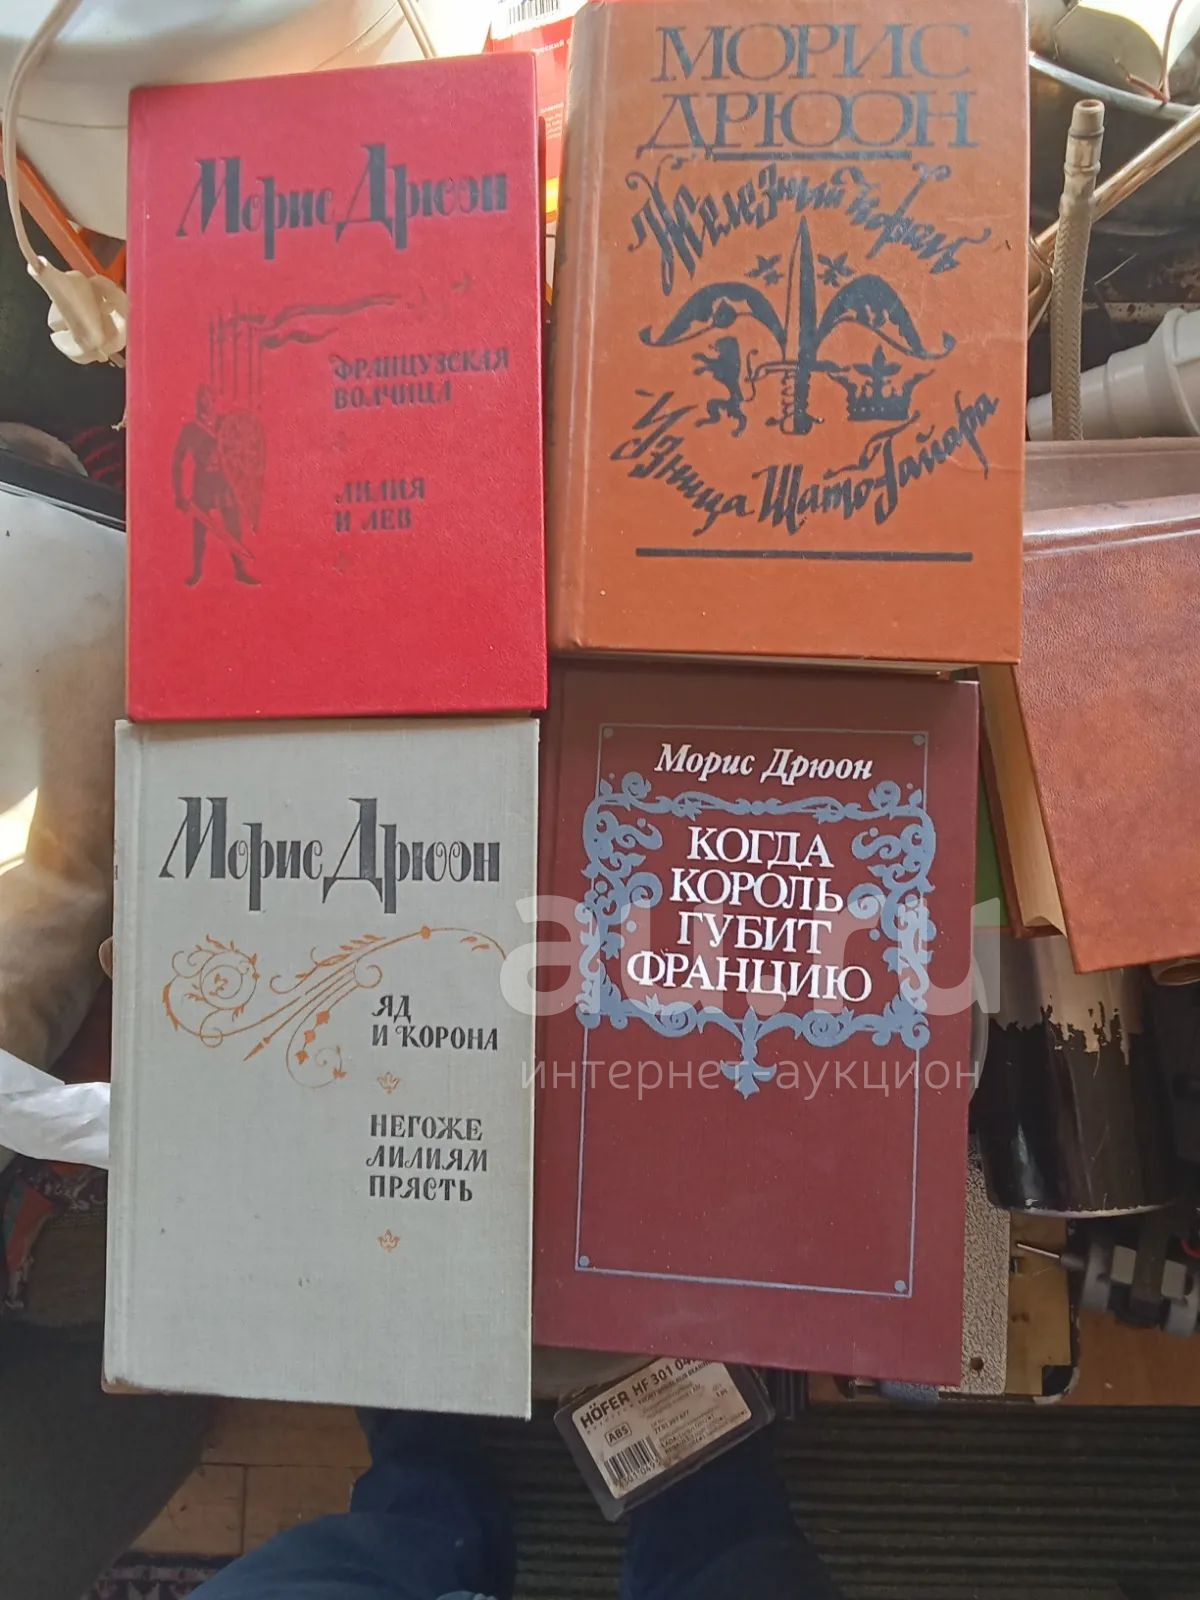 Морис Дрюон
ФРАНЦУЗСКАЯ
ВОЛЧИЦА
ЛИЛИЯ
И ЛЕВ
МОРИС
ДРЮОН
Железный король
Узница Шато-Гайара
Морис Дрюон
ЯД
И КОРОНА
НЕГОЖЕ
ЛИЛИЯМ
ПРЯСТЬ
Морис Дрюон
КОГДА
КОРОЛЬ
ГУБИТ
ФРАНЦИЮ
au.ru
интернет-аукцион
HÖFER HF 301 04
ABS